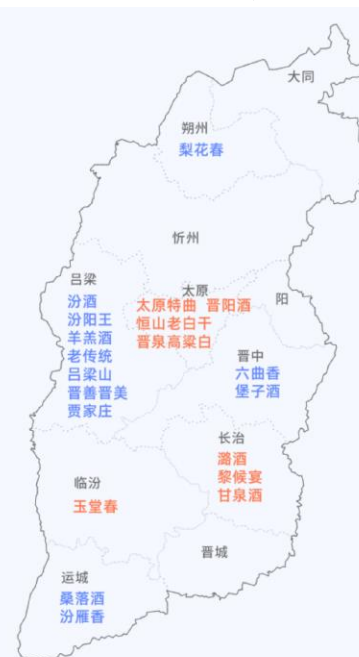 大同
朔州
梨花春
忻州
吕梁
汾酒
汾阳王
羊羔酒
老传统
吕梁山
晋善晋美
贾家庄
太原
太原特曲 晋阳酒
恒山老白干
晋泉高粱白
阳
晋中
六曲香
堡子酒
长治
潞酒
黎候宴
甘泉酒
临汾
玉堂春
晋城
运城
桑落酒
汾雁香